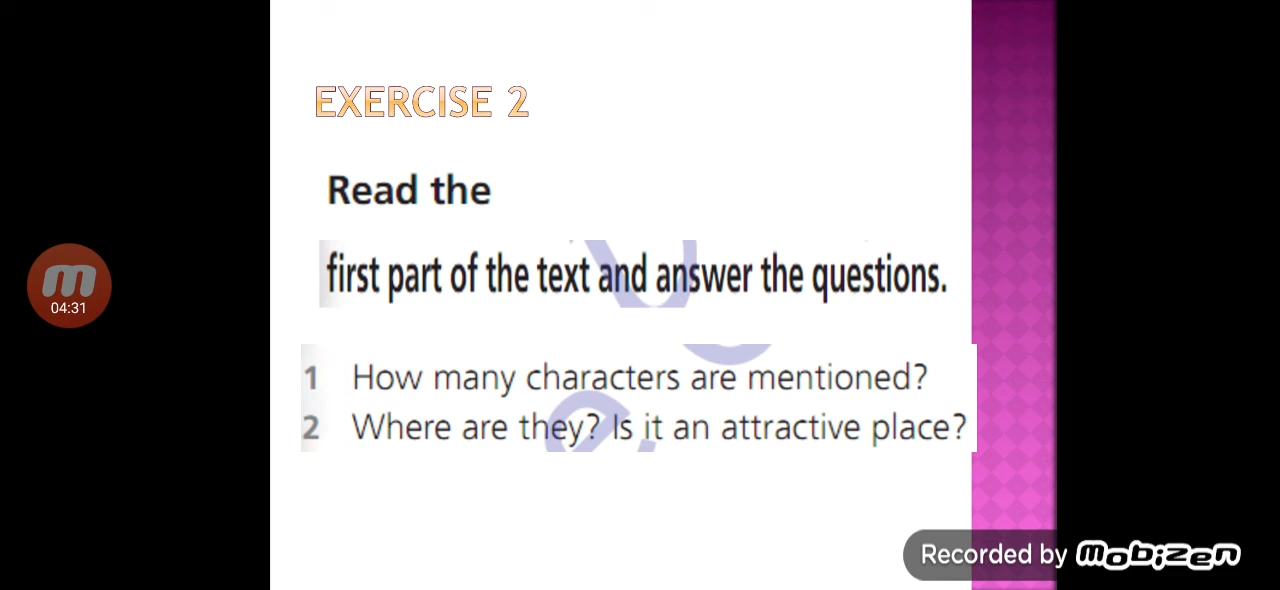 EXERCISE 2
Read the
first part of the text and answer the questions.
1 How many characters are mentioned?
2 Where are they? Is it an attractive place?
04:31
Recorded by mobizen